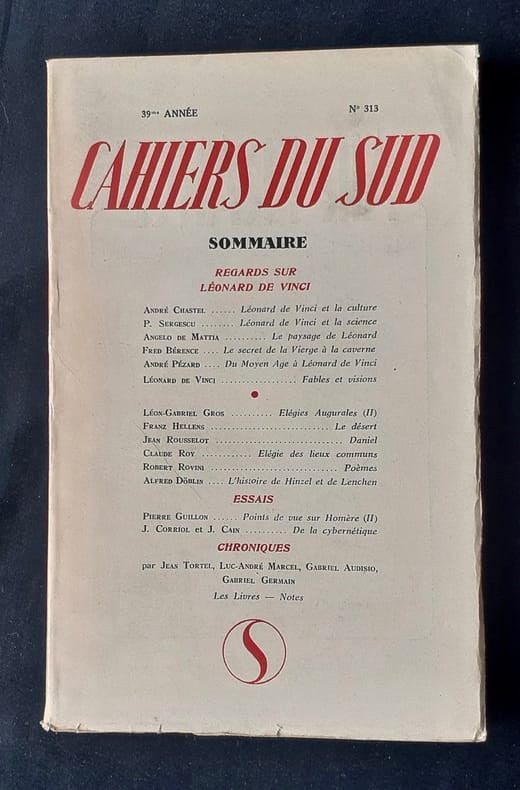 39me ANNÉE N° 313
CAHIERS DU SUD
SOMMAIRE
REGARDS SUR
LÉONARD DE VINCI
ANDRÉ CHASTEL ...... Léonard de Vinci et la culture
P. SERGESCU ........ Léonard de Vinci et la science
ANGELO DE MATTIA .......... Le paysage de Léonard
FRED BÉRENCE .... Le secret de la Vierge à la caverne
ANDRÉ PÉZARD .... Du Moyen Age à Léonard de Vinci
LÉONARD DE VINCI ................. Fables et visions
LÉON-GABRIEL GROS .......... Elégies Augurales (II)
FRANZ HELLENS ............................ Le désert
JEAN ROUSSELOT ............................. Daniel
CLAUDE ROY ............ Elégie des lieux communs
ROBERT ROVINI ............................. Poèmes
ALFRED DÖBLIN .... L'histoire de Hinzel et de Lenchen
ESSAIS
PIERRE GUILLON ...... Points de vue sur Homère (II)
J. CORRIOL et J. CAIN .......... De la cybernétique
CHRONIQUES
par JEAN TORTEL, LUC-ANDRÉ MARCEL, GABRIEL AUDISIO,
GABRIEL GERMAIN
Les Livres — Notes
S